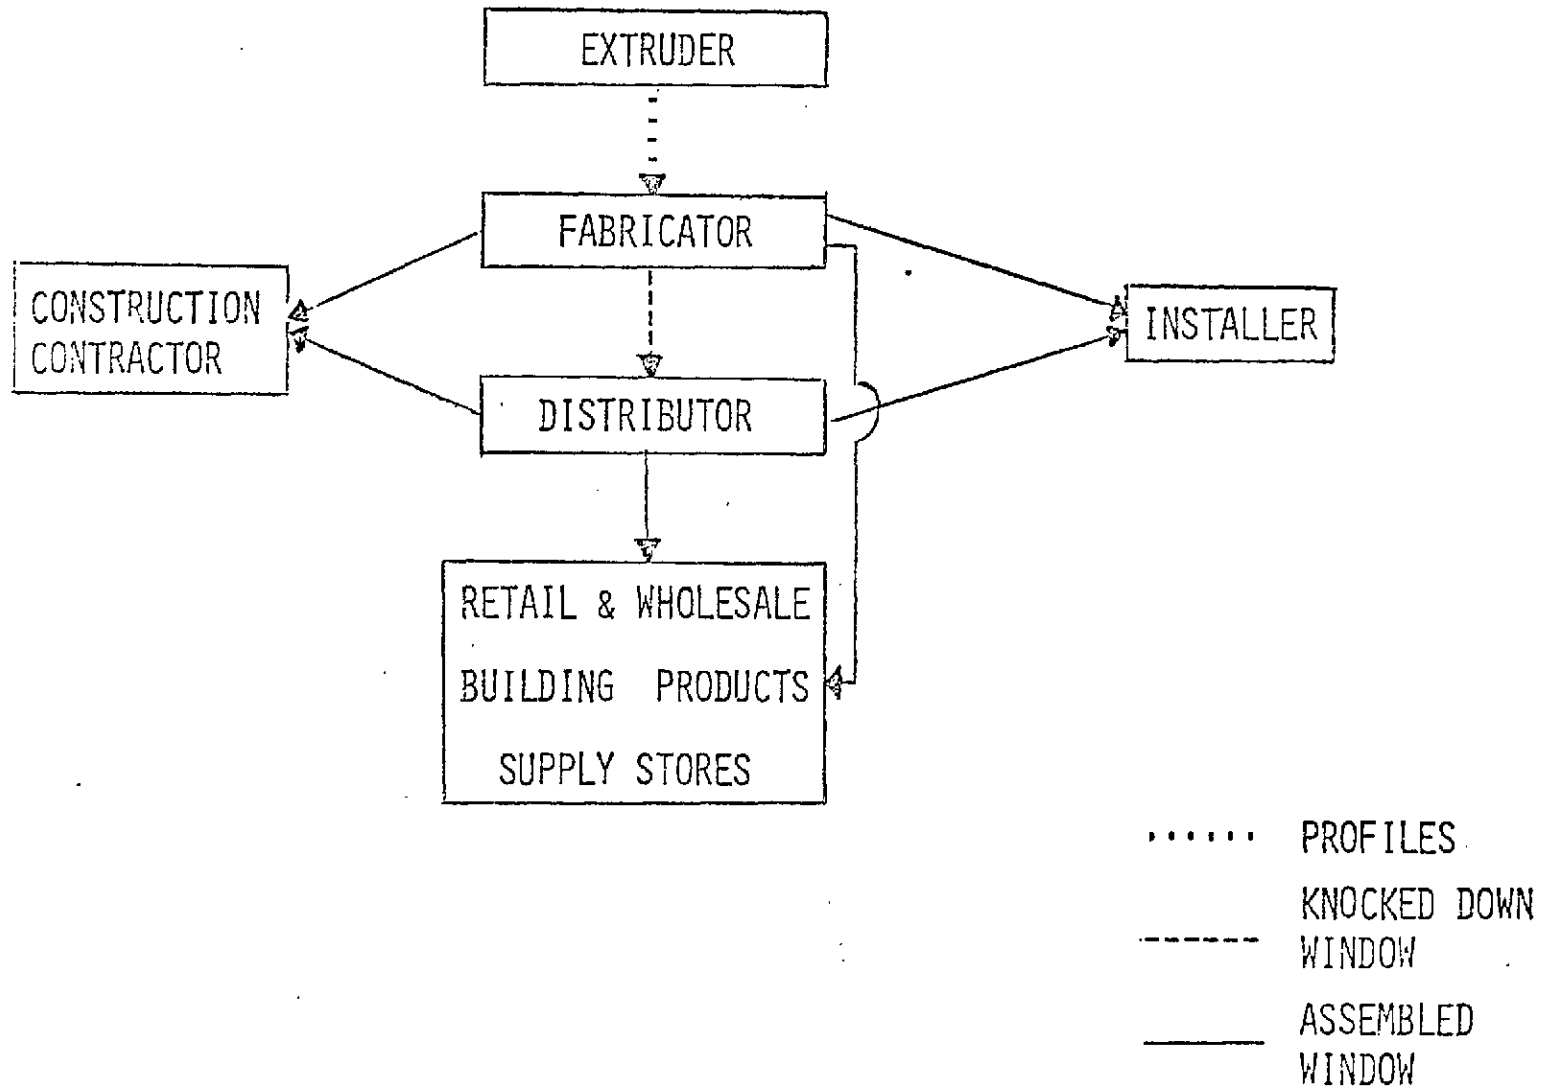 EXTRUDER
FABRICATOR
CONSTRUCTION
CONTRACTOR
INSTALLER
DISTRIBUTOR
RETAIL & WHOLESALE
BUILDING PRODUCTS
SUPPLY STORES
PROFILES
KNOCKED DOWN
WINDOW
ASSEMBLED
WINDOW